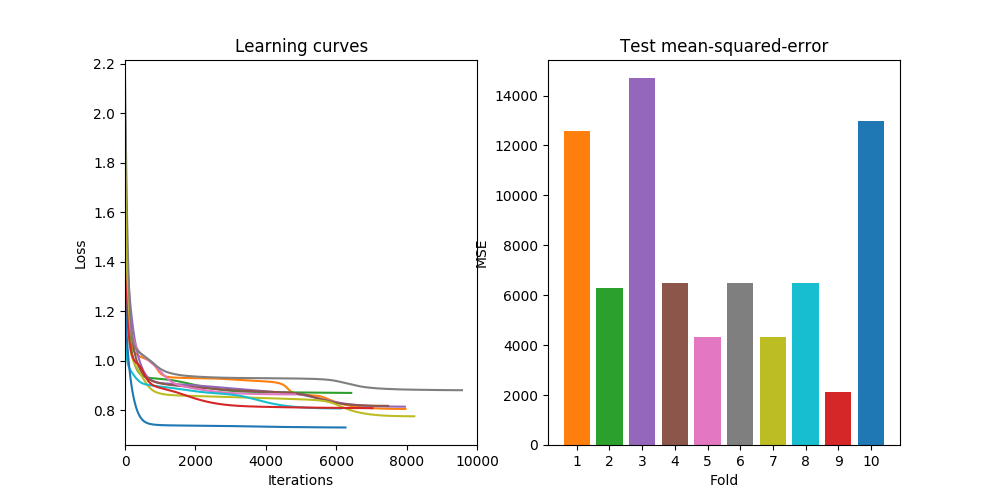 Learning curves
2.2
2.0
1.8
1.6
1.4
1.2
1.0
0.8
Loss
0 2000 4000 6000 8000 10000
Iterations
Test mean-squared-error
14000
12000
10000
8000
6000
4000
2000
0
MSE
1 2 3 4 5 6 7 8 9 10
Fold